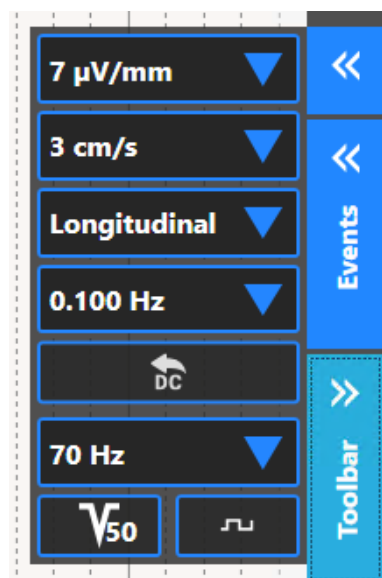 7 µV/mm
3 cm/s
Longitudinal
0.100 Hz
DC
70 Hz
50
Events
Toolbar